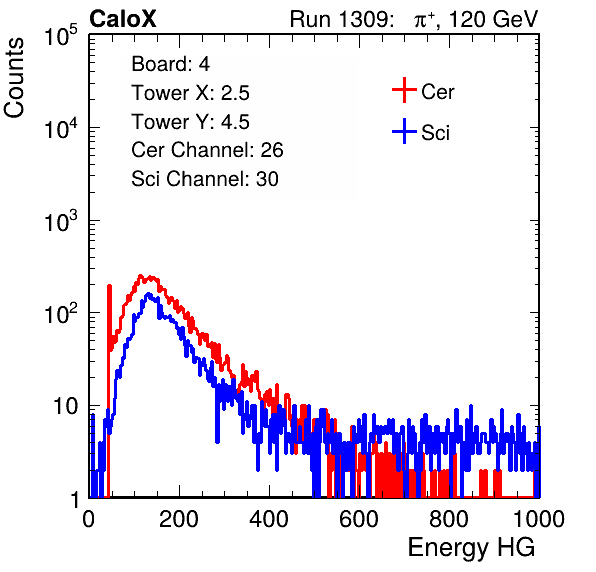 CaloX Run 1309: π⁺, 120 GeV
Counts
10⁵
10⁴
10³
10²
10
1
Board: 4
Tower X: 2.5
Tower Y: 4.5
Cer Channel: 26
Sci Channel: 30
Cer
Sci
0 200 400 600 800 1000
Energy HG